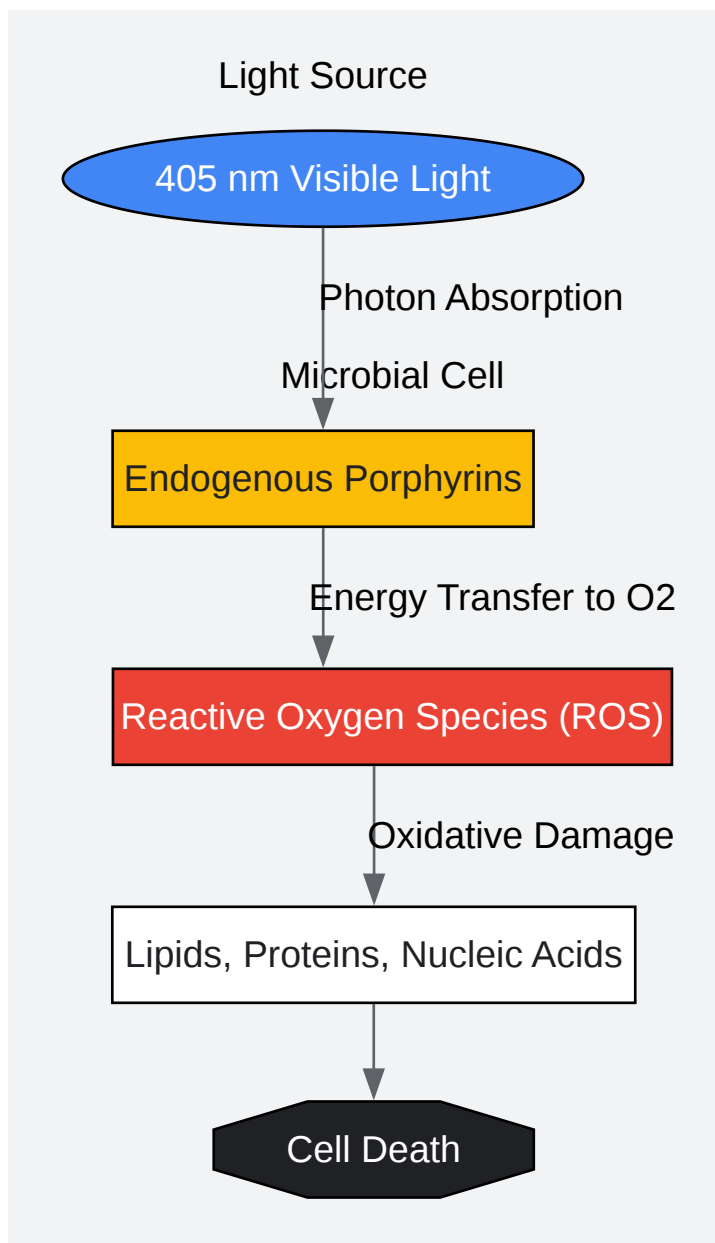 Light Source
405 nm Visible Light
Photon Absorption
Microbial Cell
Endogenous Porphyrins
Energy Transfer to O2
Reactive Oxygen Species (ROS)
Oxidative Damage
Lipids, Proteins, Nucleic Acids
Cell Death